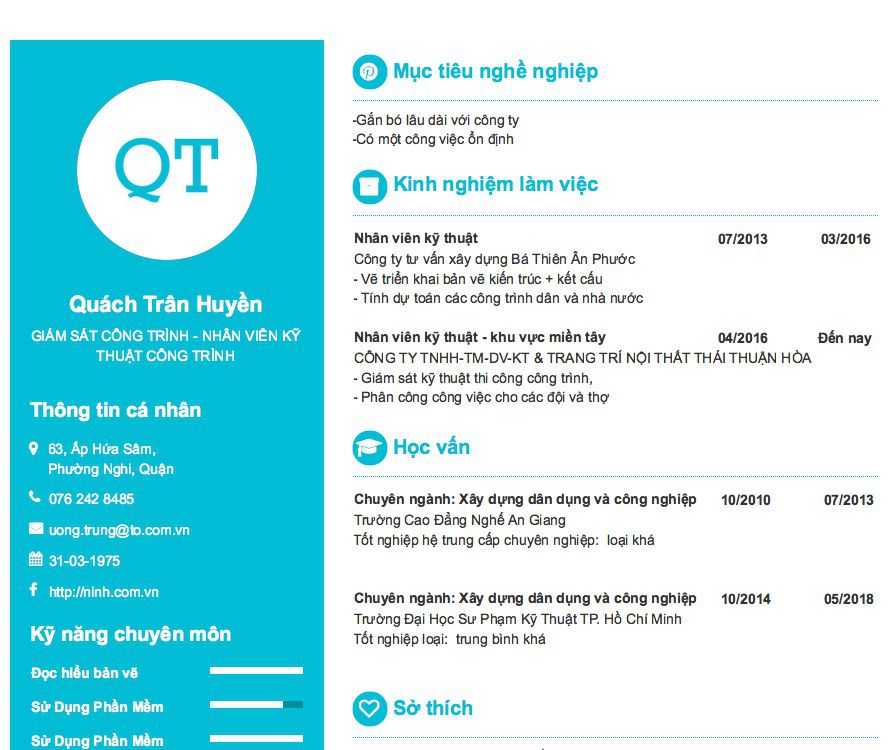 QT
Quách Trân Huyền
GIÁM SÁT CÔNG TRÌNH - NHÂN VIÊN KỸ
THUẬT CÔNG TRÌNH
Thông tin cá nhân
63, Ấp Hứa Sâm,
Phường Nghi, Quận
076 242 8485
uong.trung@to.com.vn
31-03-1975
http://ninh.com.vn
Kỹ năng chuyên môn
Đọc hiểu bản vẽ
Sử Dụng Phần Mềm
Sử Dụng Phần Mềm
Mục tiêu nghề nghiệp
-Gắn bó lâu dài với công ty
-Có một công việc ổn định
Kinh nghiệm làm việc
Nhân viên kỹ thuật 07/2013 03/2016
Công ty tư vấn xây dựng Bá Thiên Ân Phước
- Vẽ triển khai bản vẽ kiến trúc + kết cấu
- Tính dự toán các công trình dân và nhà nước
Nhân viên kỹ thuật - khu vực miền tây 04/2016 Đến nay
CÔNG TY TNHH-TM-DV-KT & TRANG TRÍ NỘI THẤT THÁI THUẬN HÒA
- Giám sát kỹ thuật thi công công trình,
- Phân công công việc cho các đội và thợ
Học vấn
Chuyên ngành: Xây dựng dân dụng và công nghiệp 10/2010 07/2013
Trường Cao Đẳng Nghế An Giang
Tốt nghiệp hệ trung cấp chuyên nghiệp: loại khá
Chuyên ngành: Xây dựng dân dụng và công nghiệp 10/2014 05/2018
Trường Đại Học Sư Phạm Kỹ Thuật TP. Hồ Chí Minh
Tốt nghiệp loại: trung bình khá
Sở thích